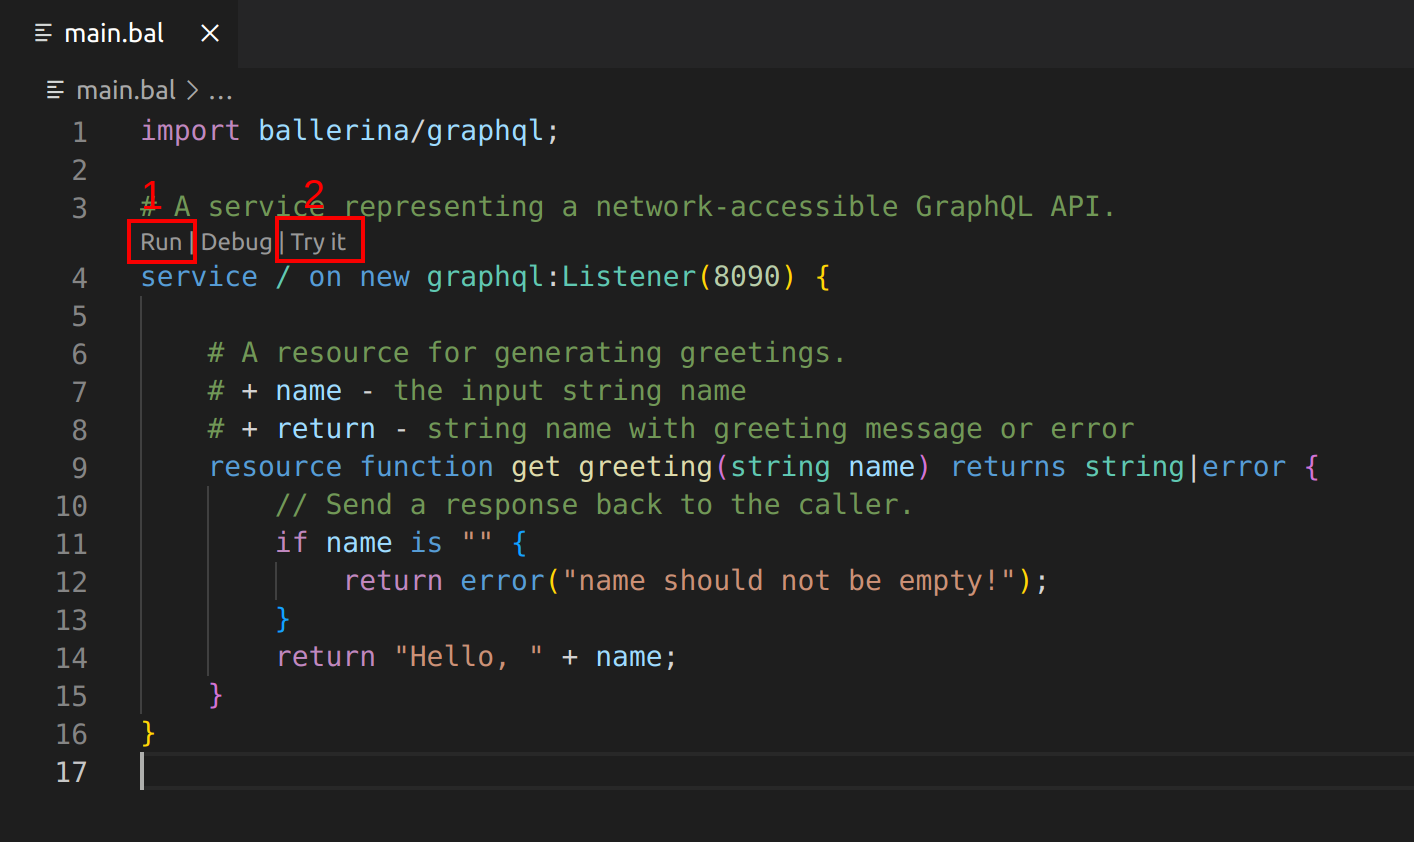 main.bal
main.bal > ...
1 import ballerina/graphql;
2
1 2
3 # A service representing a network-accessible GraphQL API.
Run | Debug | Try it
4 service / on new graphql:Listener(8090) {
5
6     # A resource for generating greetings.
7     # + name - the input string name
8     # + return - string name with greeting message or error
9     resource function get greeting(string name) returns string|error {
10         // Send a response back to the caller.
11         if name is "" {
12             return error("name should not be empty!");
13         }
14         return "Hello, " + name;
15     }
16 }
17